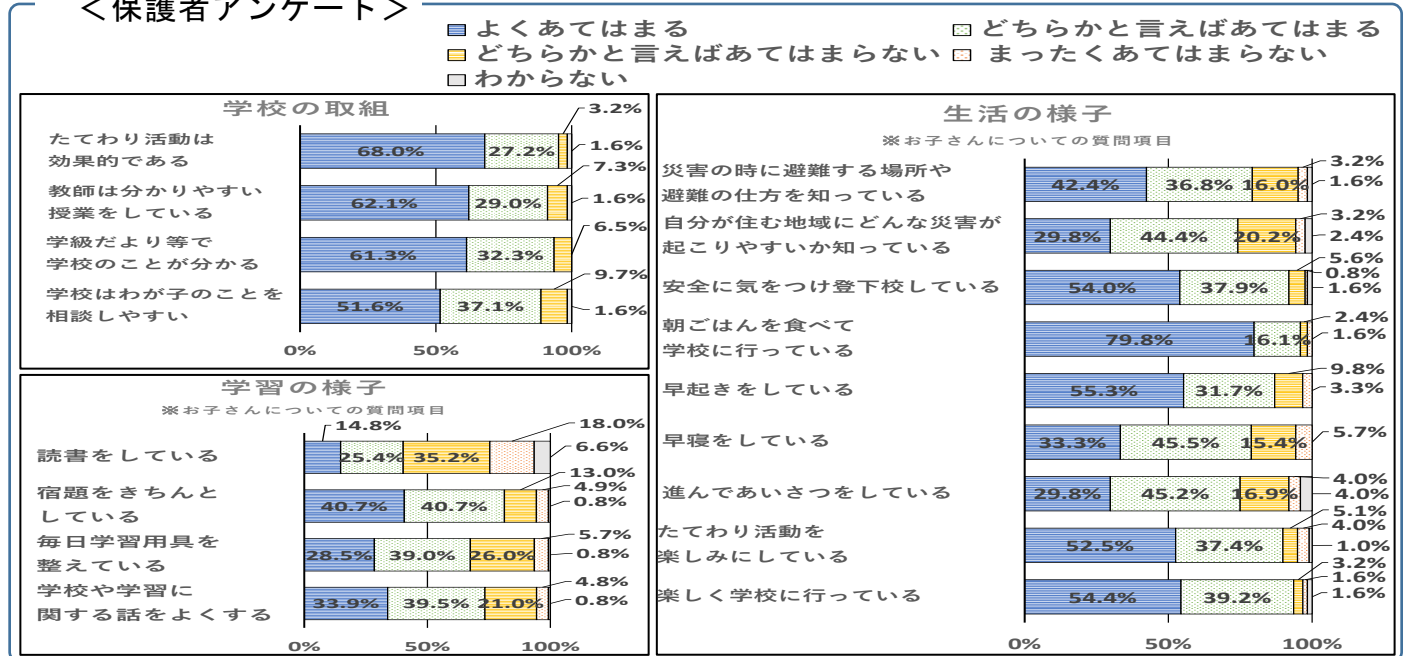 ＜保護者アンケート＞
よくあてはまる
どちらかと言えばあてはまる
どちらかと言えばあてはまらない
まったくあてはまらない
わからない
学校の取組
たてわり活動は
効果的である
68.0%
27.2%
3.2%
1.6%
教師は分かりやすい
授業をしている
62.1%
29.0%
7.3%
1.6%
学級だより等で
学校のことが分かる
61.3%
32.3%
6.5%
学校はわが子のことを
相談しやすい
51.6%
37.1%
9.7%
1.6%
0%
50%
100%
学習の様子
※お子さんについての質問項目
読書をしている
14.8%
25.4%
35.2%
18.0%
6.6%
宿題をきちんと
している
40.7%
40.7%
13.0%
4.9%
0.8%
毎日学習用具を
整えている
28.5%
39.0%
26.0%
5.7%
0.8%
学校や学習に
関する話をよくする
33.9%
39.5%
21.0%
4.8%
0.8%
0%
50%
100%
生活の様子
※お子さんについての質問項目
災害の時に避難する場所や
避難の仕方を知っている
42.4%
36.8%
16.0%
3.2%
1.6%
自分が住む地域にどんな災害が
起こりやすいか知っている
29.8%
44.4%
20.2%
3.2%
2.4%
安全に気をつけ登下校している
54.0%
37.9%
5.6%
0.8%
1.6%
朝ごはんを食べて
学校に行っている
79.8%
16.1%
2.4%
1.6%
早起きをしている
55.3%
31.7%
9.8%
3.3%
早寝をしている
33.3%
45.5%
15.4%
5.7%
進んであいさつをしている
29.8%
45.2%
16.9%
4.0%
4.0%
たてわり活動を
楽しみにしている
52.5%
37.4%
5.1%
4.0%
1.0%
楽しく学校に行っている
54.4%
39.2%
3.2%
1.6%
1.6%
0%
50%
100%